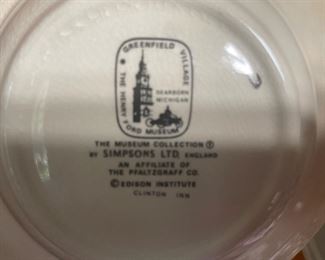 GREENFIELD VILLAGE
THE HENRY FORD MUSEUM
DEARBORN
MICHIGAN
THE MUSEUM COLLECTION
BY SIMPSONS LTD, ENGLAND
AN AFFILIATE OF
THE PFALTZGRAFF CO.
© EDISON INSTITUTE
CLINTON INN